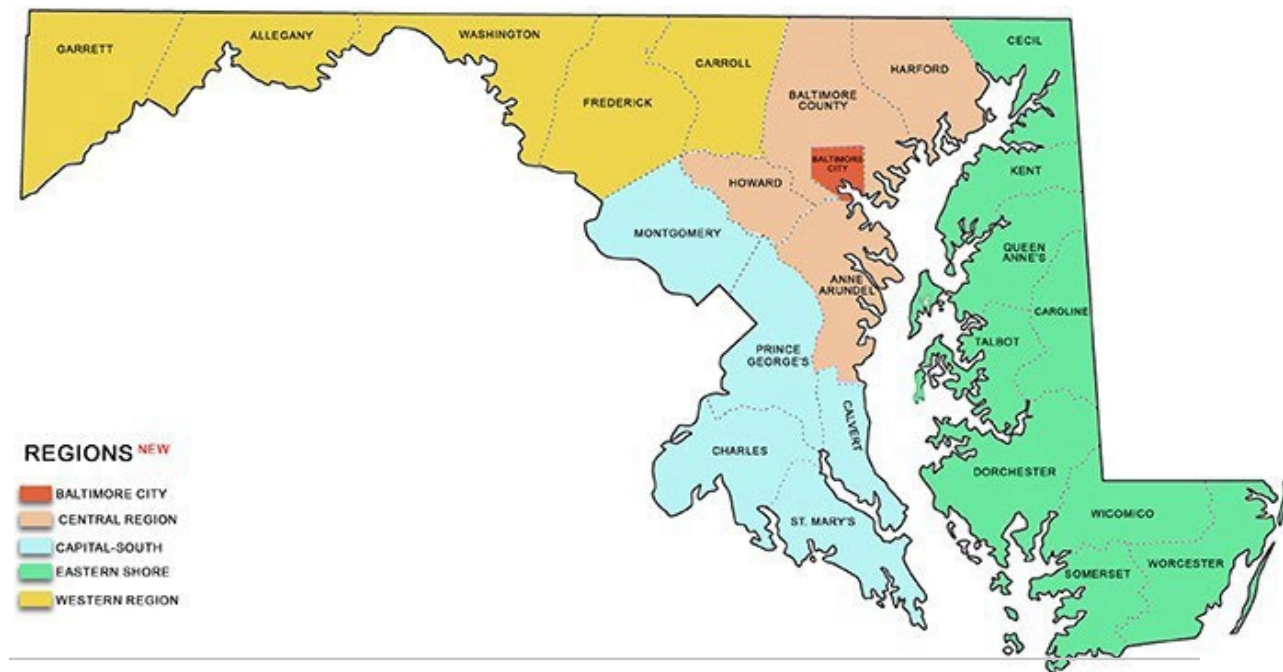 GARRETT
ALLEGANY
WASHINGTON
FREDERICK
CARROLL
BALTIMORE
COUNTY
HARFORD
CECIL
BALTIMORE
CITY
HOWARD
KENT
MONTGOMERY
QUEEN
ANNE'S
ANNE
ARUNDEL
CAROLINE
TALBOT
PRINCE
GEORGE'S
CALVERT
CHARLES
DORCHESTER
ST. MARY'S
WICOMICO
SOMERSET
WORCESTER
REGIONS NEW
BALTIMORE CITY
CENTRAL REGION
CAPITAL-SOUTH
EASTERN SHORE
WESTERN REGION